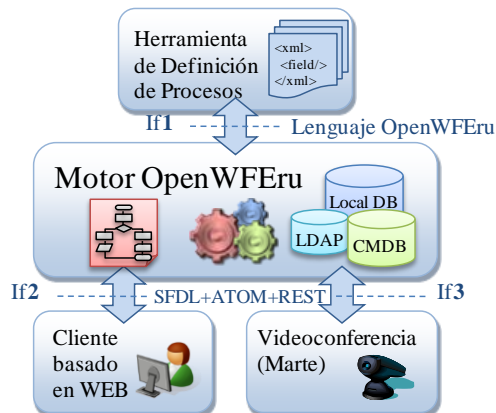 Herramienta
de Definición
de Procesos
<xml>
<field/>
</xml>
If1
Lenguaje OpenWFEru
Motor OpenWFEru
Local DB
LDAP
CMDB
If2
SFDL+ATOM+REST
If3
Cliente
basado
en WEB
Videoconferencia
(Marte)